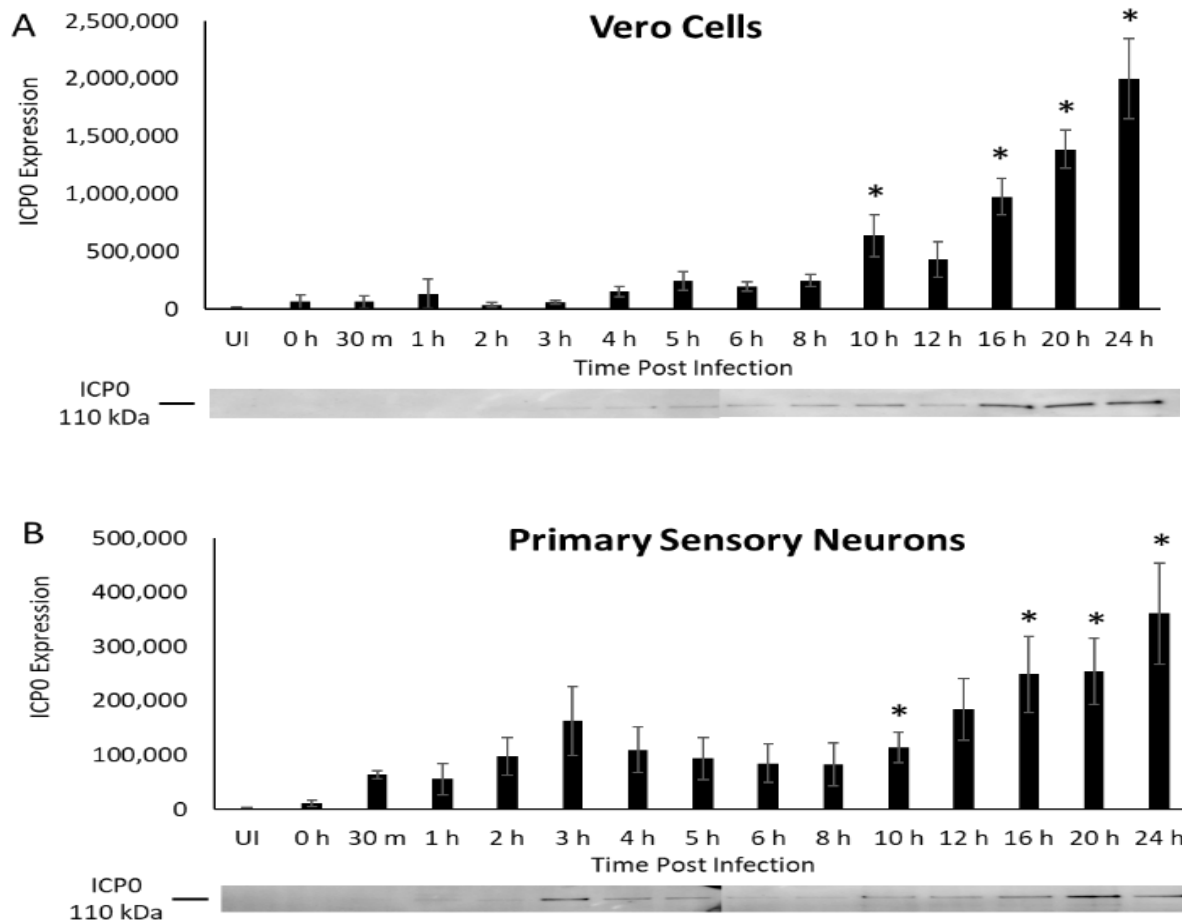 A
Vero Cells
2,500,000
2,000,000
1,500,000
1,000,000
500,000
0
ICP0 Expression
*
*
*
*
UI 0 h 30 m 1 h 2 h 3 h 4 h 5 h 6 h 8 h 10 h 12 h 16 h 20 h 24 h
Time Post Infection
ICP0
110 kDa
B
Primary Sensory Neurons
500,000
400,000
300,000
200,000
100,000
0
ICP0 Expression
*
*
*
*
UI 0 h 30 m 1 h 2 h 3 h 4 h 5 h 6 h 8 h 10 h 12 h 16 h 20 h 24 h
Time Post Infection
ICP0
110 kDa